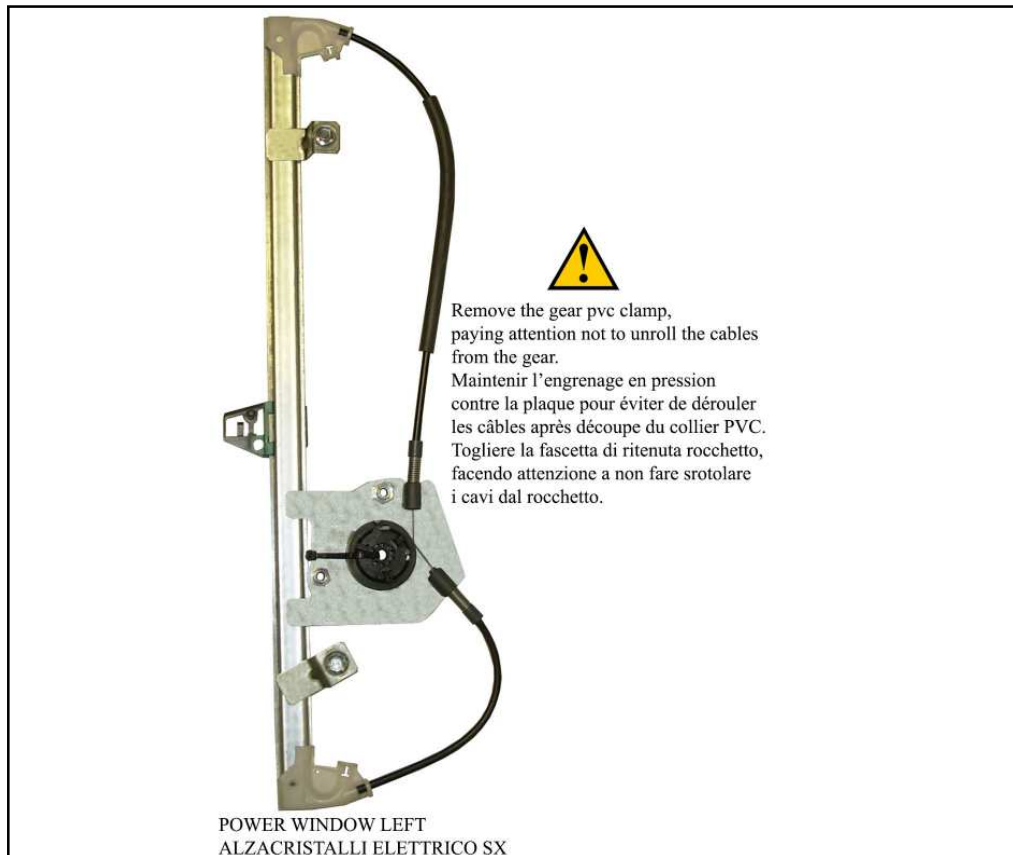 Remove the gear pvc clamp,
paying attention not to unroll the cables
from the gear.
Maintenir l’engrenage en pression
contre la plaque pour éviter de dérouler
les câbles après découpe du collier PVC.
Togliere la fascetta di ritenuta rocchetto,
facendo attenzione a non fare srotolare
i cavi dal rocchetto.
POWER WINDOW LEFT
ALZACRISTALLI ELETTRICO SX